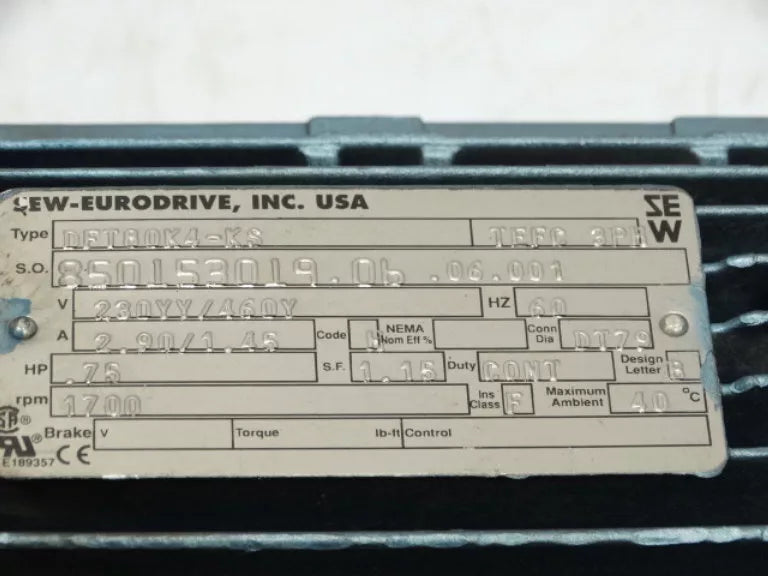 SEW-EURODRIVE, INC. USA
SEW
Type DFT80K4-KS TEFC 3PH
S.O. 850153019.06 .06.001
V 230YY/460Y HZ 60
A 2.90/1.45 Code NEMA Nom Eff % Conn Dia DT79
HP .75 S.F. 1.15 Duty CONT Design Letter B
rpm 1700 Ins Class F Maximum Ambient 40 °C
Brake V Torque lb-ft Control
E189357 CE